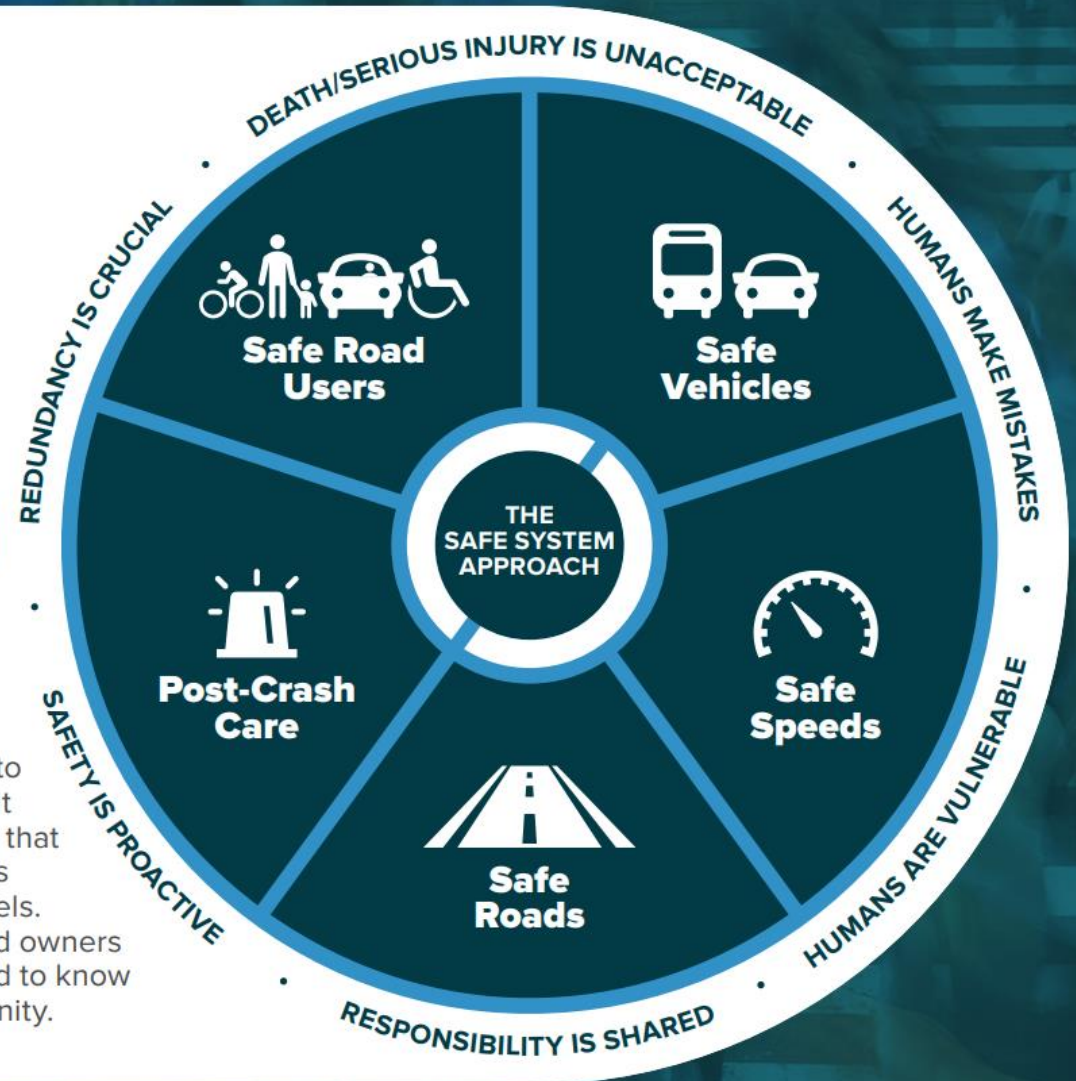 DEATH/SERIOUS INJURY IS UNACCEPTABLE
HUMANS MAKE MISTAKES
HUMANS ARE VULNERABLE
RESPONSIBILITY IS SHARED
SAFETY IS PROACTIVE
REDUNDANCY IS CRUCIAL
Safe Road
Users
Safe
Vehicles
THE
SAFE SYSTEM
APPROACH
Post-Crash
Care
Safe
Speeds
Safe
Roads
to
that
owners
to know